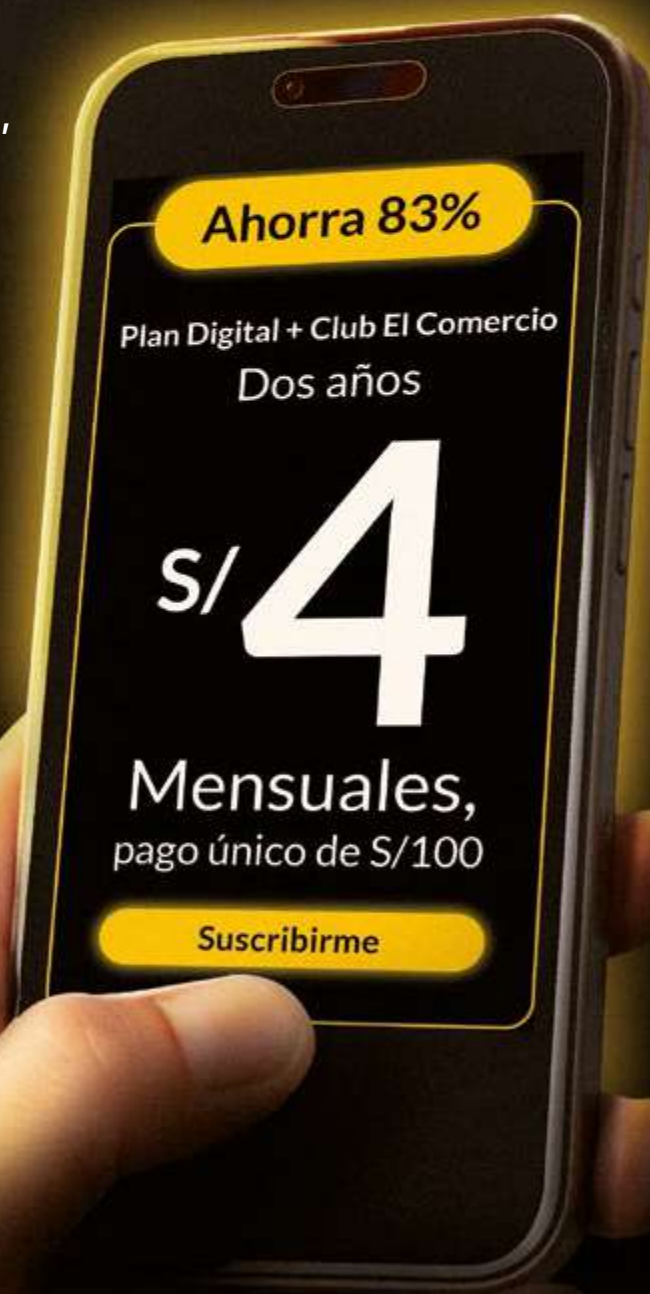 ,
Ahorra 83%
Plan Digital + Club El Comercio
Dos años
S/4
Mensuales,
pago único de S/100
Suscribirme